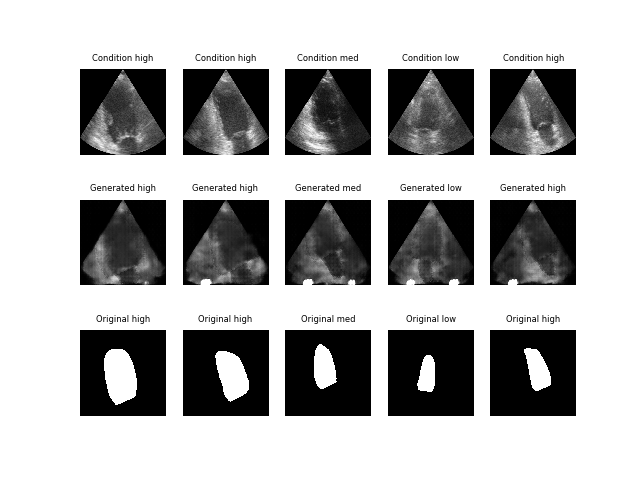 Condition high
Condition high
Condition med
Condition low
Condition high
Generated high
Generated high
Generated med
Generated low
Generated high
Original high
Original high
Original med
Original low
Original high